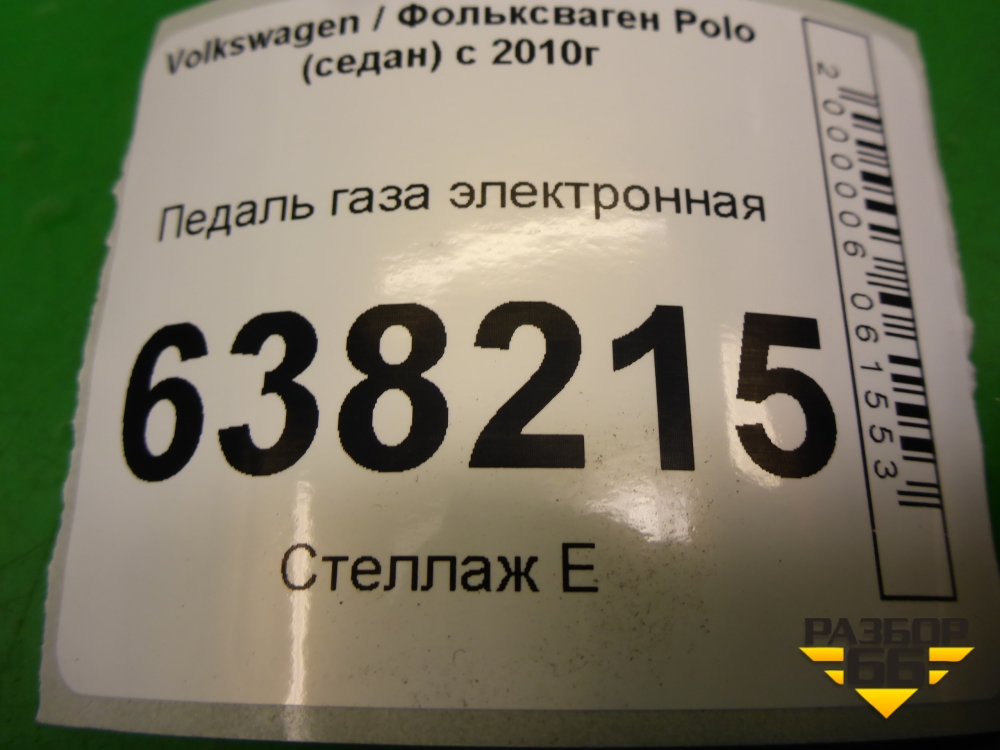 Volkswagen / Фольксваген Polo
(седан) с 2010г
Педаль газа электронная
638215
Стеллаж Е
2000006061553
РАЗБОР
66